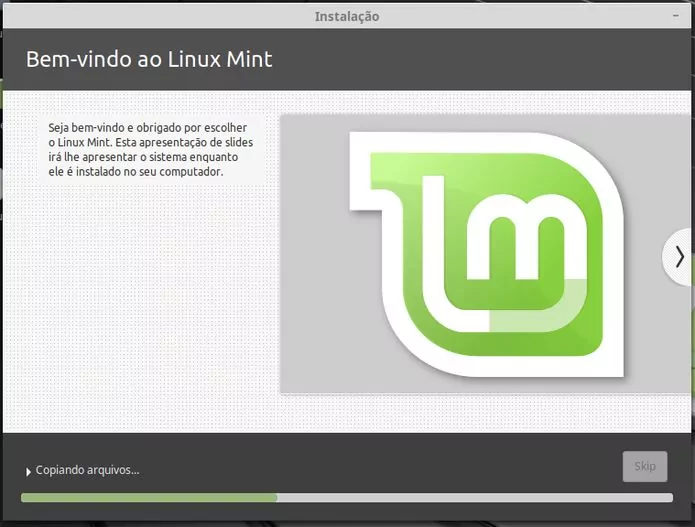 Instalação
Bem-vindo ao Linux Mint
Seja bem-vindo e obrigado por escolher
o Linux Mint. Esta apresentação de slides
irá lhe apresentar o sistema enquanto
ele é instalado no seu computador.
lm
Copiando arquivos...
Skip